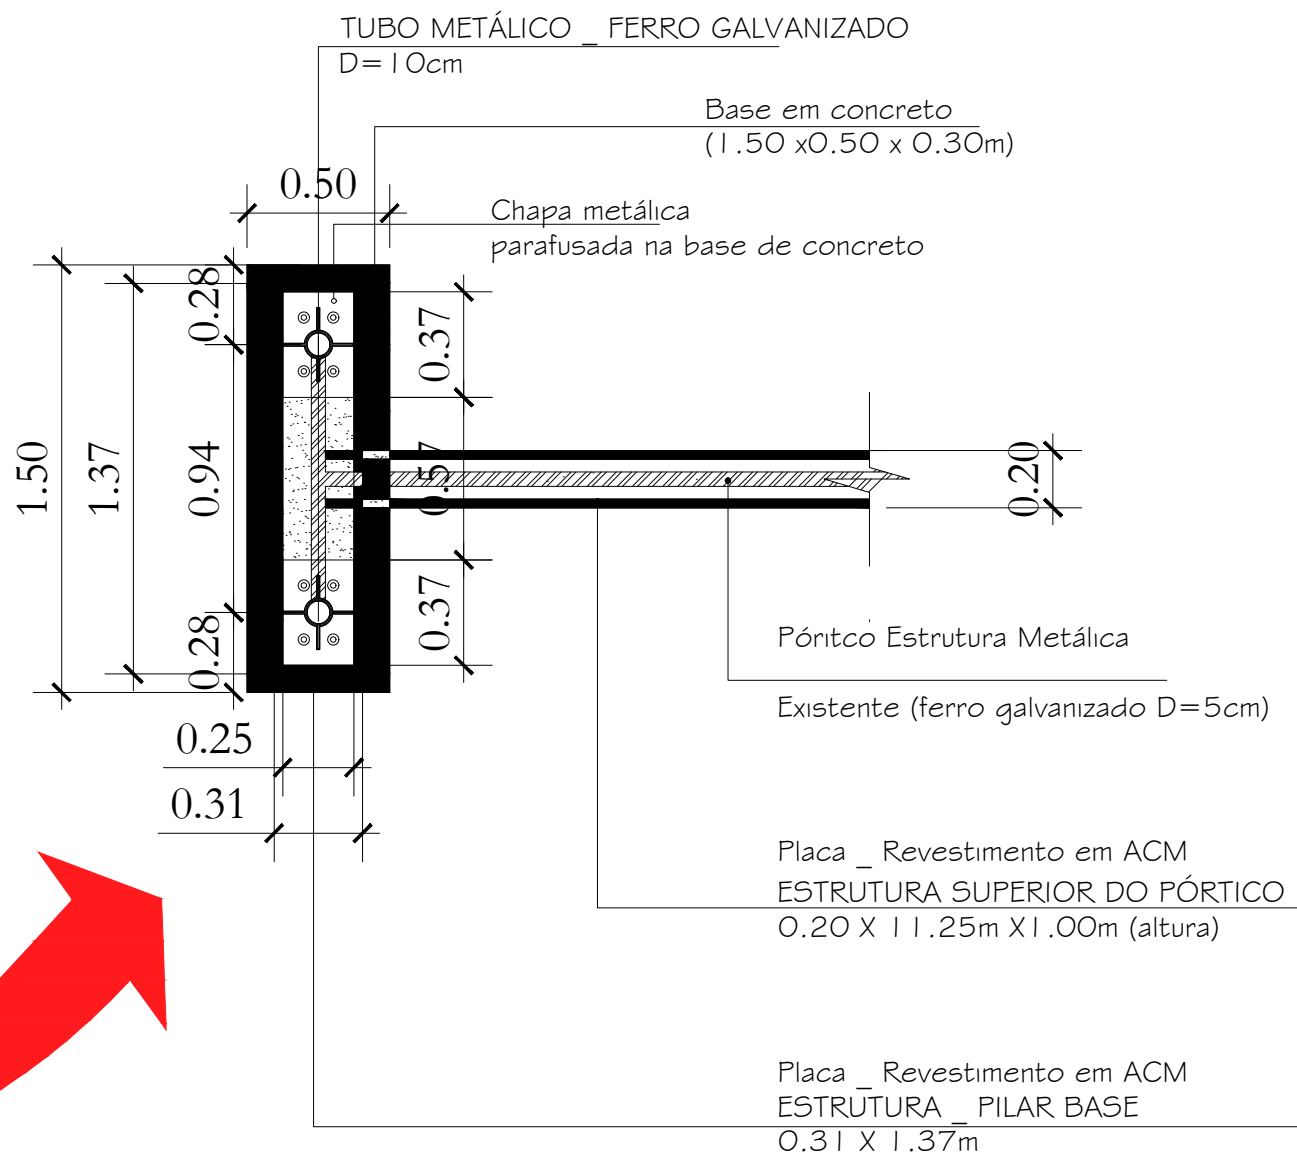 TUBO METÁLICO _ FERRO GALVANIZADO
D=10cm
Base em concreto
(1.50 x0.50 x 0.30m)
0.50
Chapa metálica
parafusada na base de concreto
0.28
0.37
1.50
1.37
0.94
0.57
0.20
0.28
0.37
Póritco Estrutura Metálica
Existente (ferro galvanizado D=5cm)
0.25
0.31
Placa _ Revestimento em ACM
ESTRUTURA SUPERIOR DO PÓRTICO
0.20 X 11.25m X1.00m (altura)
Placa _ Revestimento em ACM
ESTRUTURA _ PILAR BASE
0.31 X 1.37m